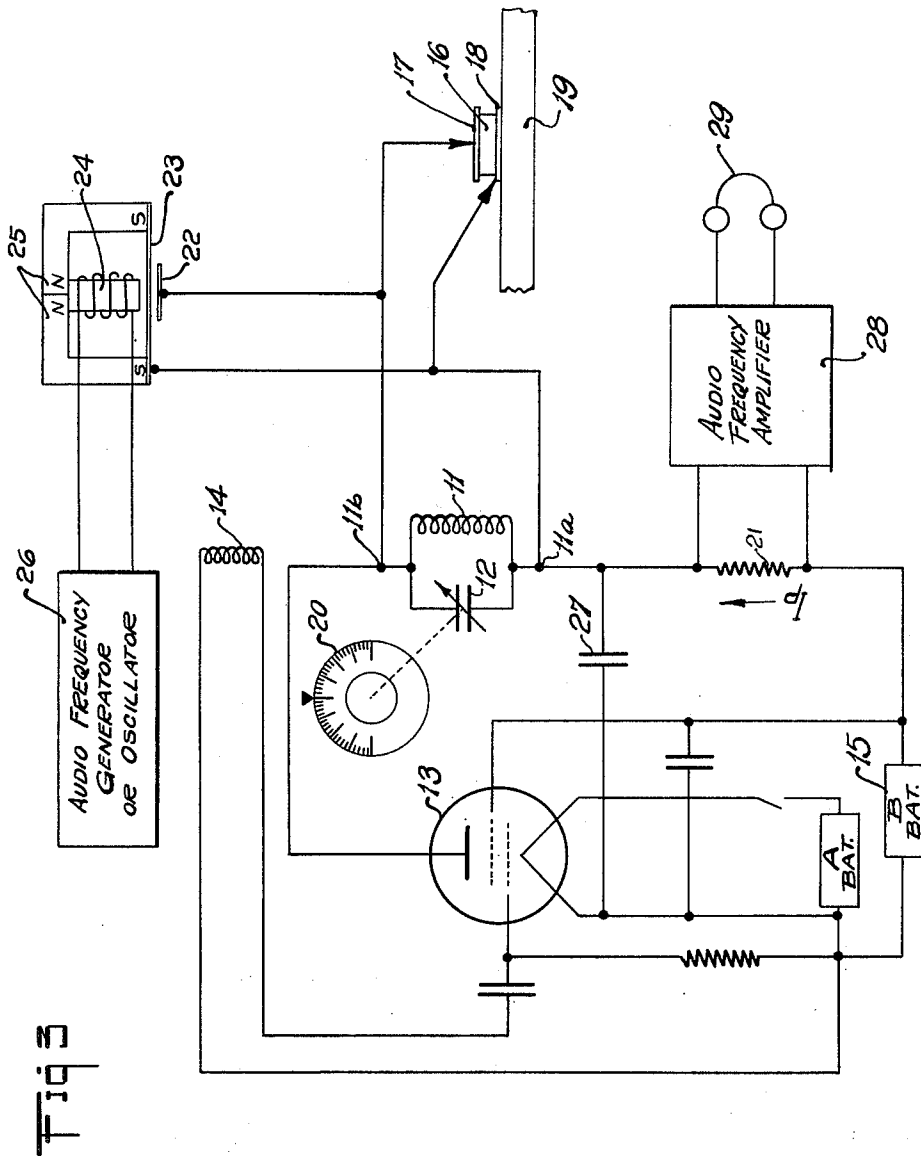 Fig 3
26
AUDIO FREQUENCY
GENERATOR
OR OSCILLATOR
13
A
BAT.
B
BAT.
15
14
20
27
12
11
11b
11a
Ip
21
25
N N
24
S S
23
22
AUDIO
FREQUENCY
AMPLIFIER
28
29
17
16
18
19